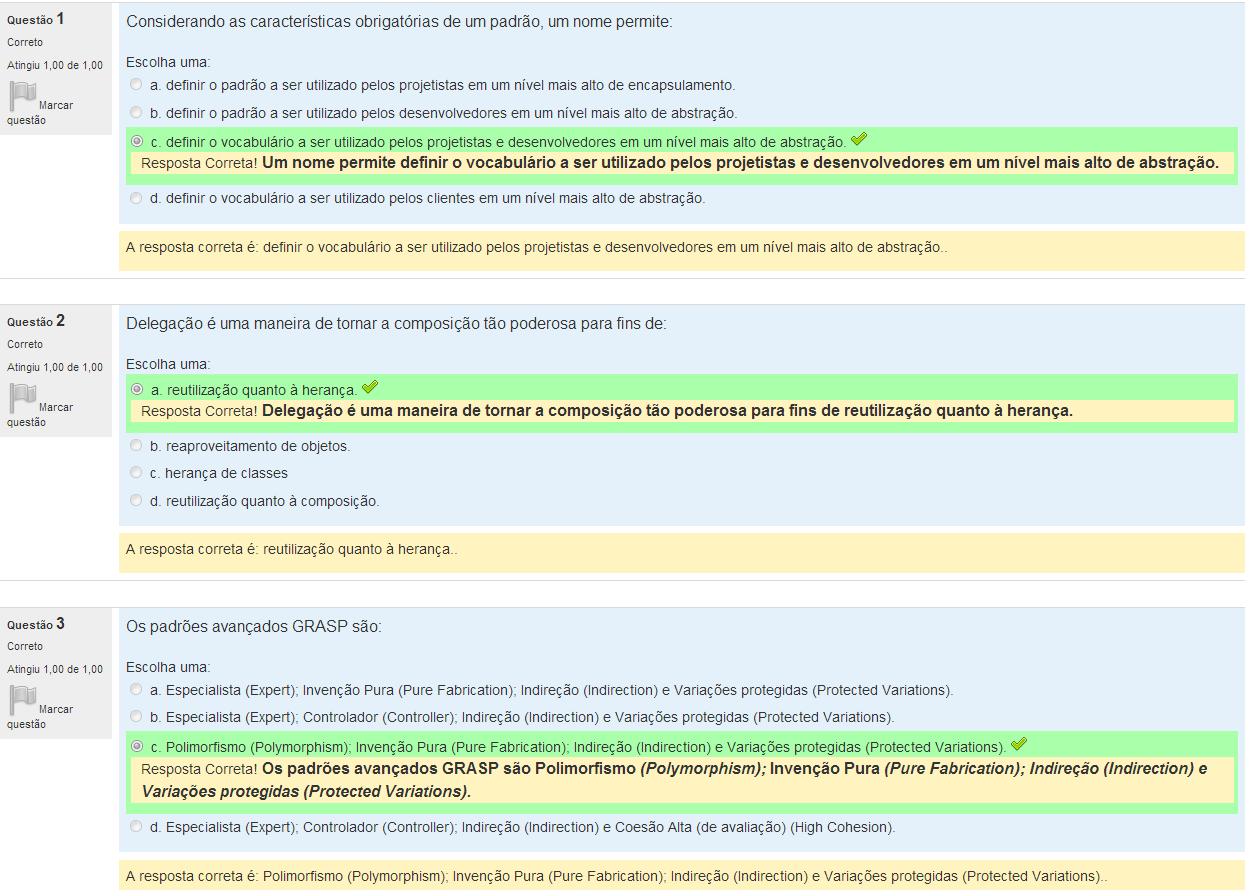 Questão 1
Correto
Atingiu 1,00 de 1,00
Marcar
questão
Considerando as características obrigatórias de um padrão, um nome permite:
Escolha uma:
a. definir o padrão a ser utilizado pelos projetistas em um nível mais alto de encapsulamento.
b. definir o padrão a ser utilizado pelos desenvolvedores em um nível mais alto de abstração.
c. definir o vocabulário a ser utilizado pelos projetistas e desenvolvedores em um nível mais alto de abstração.
Resposta Correta! Um nome permite definir o vocabulário a ser utilizado pelos projetistas e desenvolvedores em um nível mais alto de abstração.
d. definir o vocabulário a ser utilizado pelos clientes em um nível mais alto de abstração.
A resposta correta é: definir o vocabulário a ser utilizado pelos projetistas e desenvolvedores em um nível mais alto de abstração..
Questão 2
Correto
Atingiu 1,00 de 1,00
Marcar
questão
Delegação é uma maneira de tornar a composição tão poderosa para fins de:
Escolha uma:
a. reutilização quanto à herança.
Resposta Correta! Delegação é uma maneira de tornar a composição tão poderosa para fins de reutilização quanto à herança.
b. reaproveitamento de objetos.
c. herança de classes
d. reutilização quanto à composição.
A resposta correta é: reutilização quanto à herança..
Questão 3
Correto
Atingiu 1,00 de 1,00
Marcar
questão
Os padrões avançados GRASP são:
Escolha uma:
a. Especialista (Expert); Invenção Pura (Pure Fabrication); Indireção (Indirection) e Variações protegidas (Protected Variations).
b. Especialista (Expert); Controlador (Controller); Indireção (Indirection) e Variações protegidas (Protected Variations).
c. Polimorfismo (Polymorphism); Invenção Pura (Pure Fabrication); Indireção (Indirection) e Variações protegidas (Protected Variations).
Resposta Correta! Os padrões avançados GRASP são Polimorfismo (Polymorphism); Invenção Pura (Pure Fabrication); Indireção (Indirection) e
Variações protegidas (Protected Variations).
d. Especialista (Expert); Controlador (Controller); Indireção (Indirection) e Coesão Alta (de avaliação) (High Cohesion).
A resposta correta é: Polimorfismo (Polymorphism); Invenção Pura (Pure Fabrication); Indireção (Indirection) e Variações protegidas (Protected Variations)..